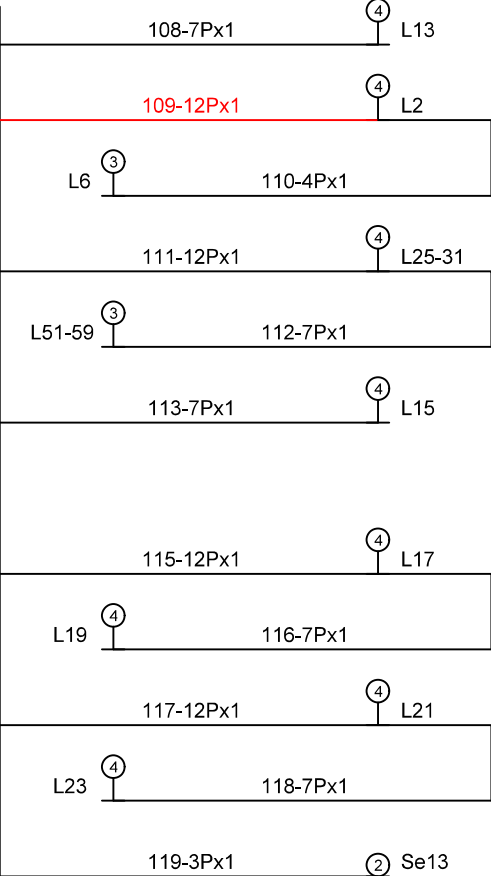 108-7Px1 4 L13
109-12Px1 4 L2
L6 3 110-4Px1
111-12Px1 4 L25-31
L51-59 3 112-7Px1
113-7Px1 4 L15
115-12Px1 4 L17
L19 4 116-7Px1
117-12Px1 4 L21
L23 4 118-7Px1
119-3Px1 2 Se13